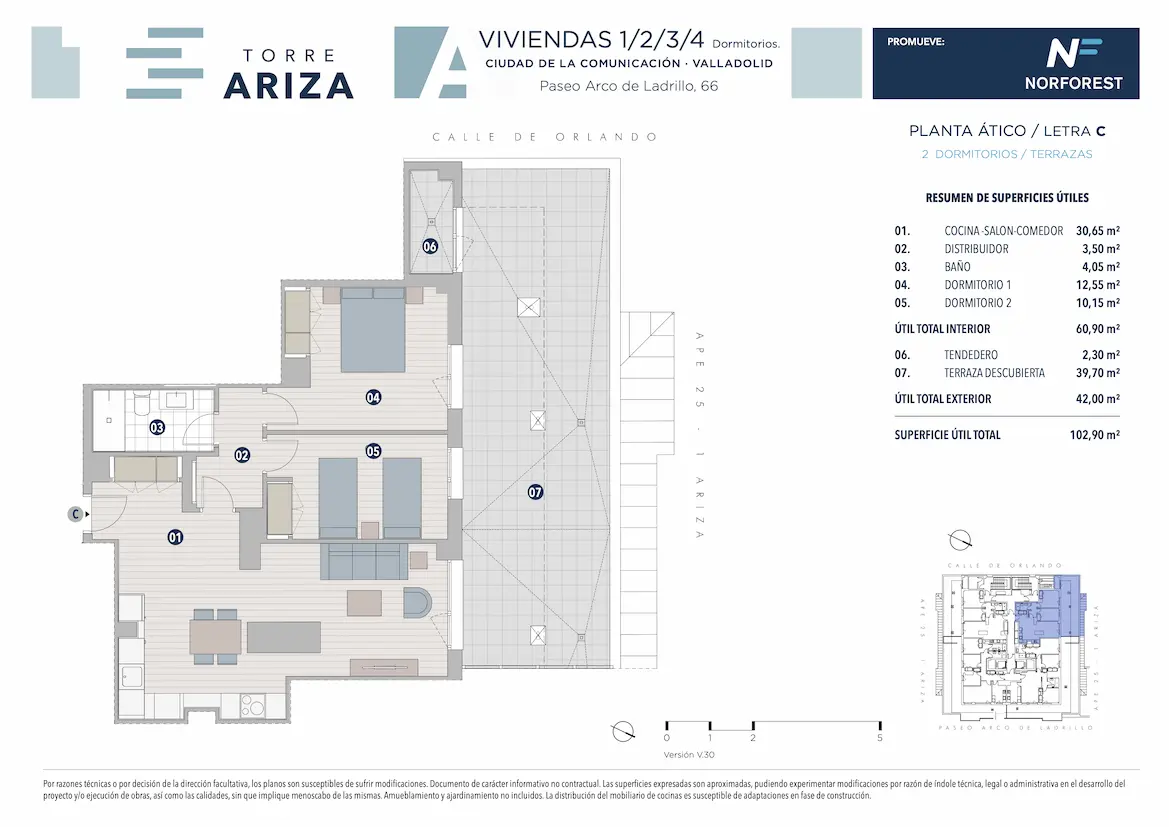 TORRE
ARIZA
A
VIVIENDAS 1/2/3/4 Dormitorios.
CIUDAD DE LA COMUNICACIÓN · VALLADOLID
Paseo Arco de Ladrillo, 66
PROMUEVE:
NF
NORFOREST
PLANTA ÁTICO / LETRA C
2 DORMITORIOS / TERRAZAS
RESUMEN DE SUPERFICIES ÚTILES
01. COCINA-SALON-COMEDOR 30,65 m²
02. DISTRIBUIDOR 3,50 m²
03. BAÑO 4,05 m²
04. DORMITORIO 1 12,55 m²
05. DORMITORIO 2 10,15 m²
ÚTIL TOTAL INTERIOR 60,90 m²
06. TENDEDERO 2,30 m²
07. TERRAZA DESCUBIERTA 39,70 m²
ÚTIL TOTAL EXTERIOR 42,00 m²
SUPERFICIE ÚTIL TOTAL 102,90 m²
CALLE DE ORLANDO
06
04
03
05
02
07
C
01
APE 25 - 1 ARIZA
CALLE DE ORLANDO
APE 25 - 1 ARIZA
APE 25 - 1 ARIZA
PASEO ARCO DE LADRILLO
0 1 2 5
Versión V.30
Por razones técnicas o por decisión de la dirección facultativa, los planos son susceptibles de sufrir modificaciones. Documento de carácter informativo no contractual. Las superficies expresadas son aproximadas, pudiendo experimentar modificaciones por razón de índole técnica, legal o administrativa en el desarrollo del
proyecto y/o ejecución de obras, así como las calidades, sin que implique menoscabo de las mismas. Amueblamiento y ajardinamiento no incluidos. La distribución del mobiliario de cocinas es susceptible de adaptaciones en fase de construcción.